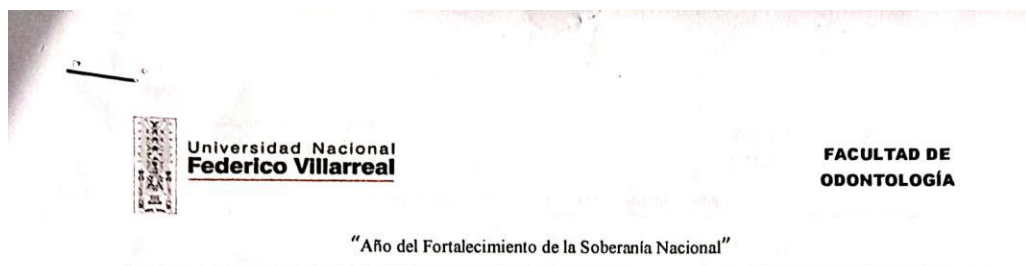 Universidad Nacional
Federico Villarreal
FACULTAD DE
ODONTOLOGÍA
"Año del Fortalecimiento de la Soberanía Nacional"